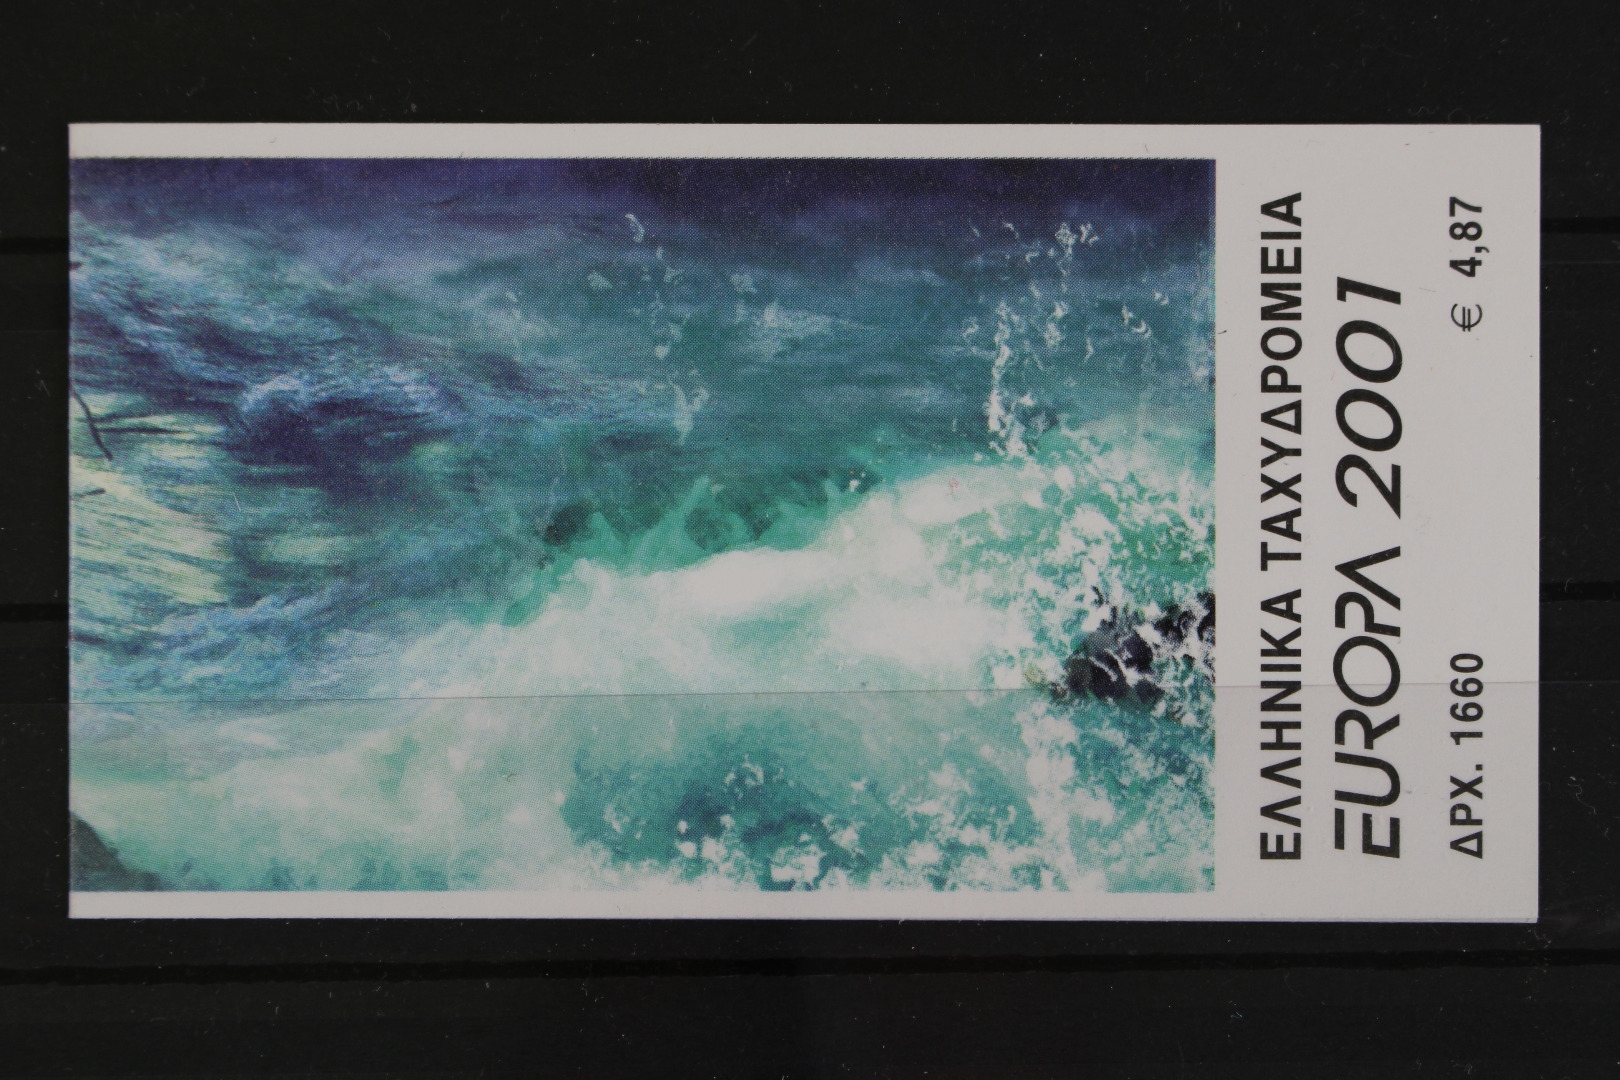 ΕΛΛΗΝΙΚΑ ΤΑΧΥΔΡΟΜΕΙΑ
EUROPA 2001
ΔΡΧ. 1660 € 4,87